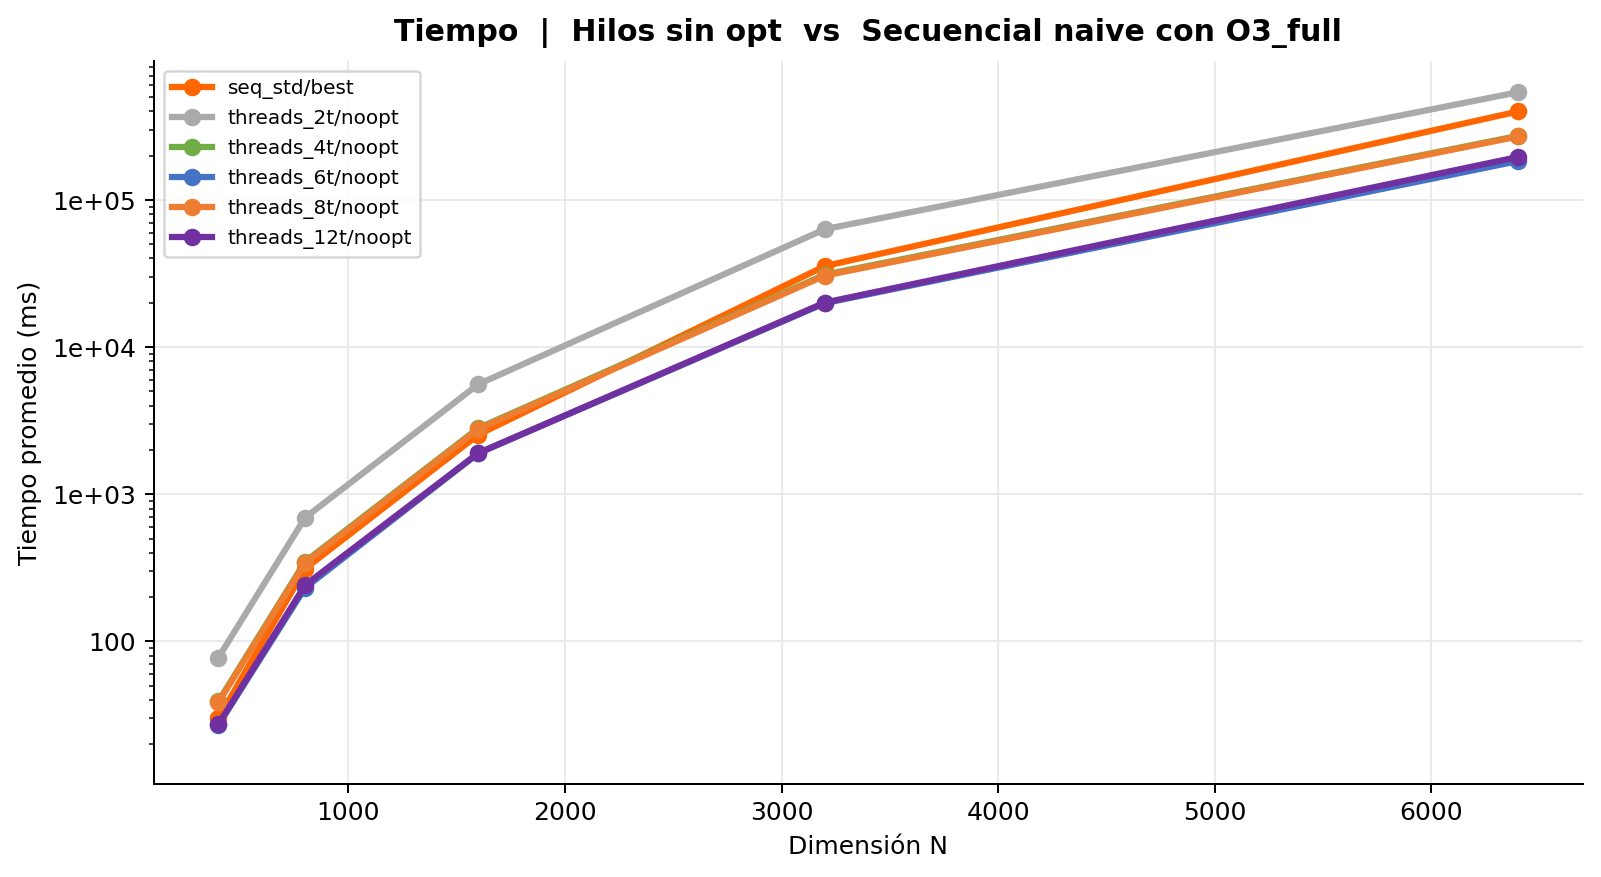 Tiempo | Hilos sin opt vs Secuencial naive con O3_full
seq_std/best
threads_2t/noopt
threads_4t/noopt
threads_6t/noopt
threads_8t/noopt
threads_12t/noopt
Tiempo promedio (ms)
1e+05
1e+04
1e+03
100
1000 2000 3000 4000 5000 6000
Dimensión N